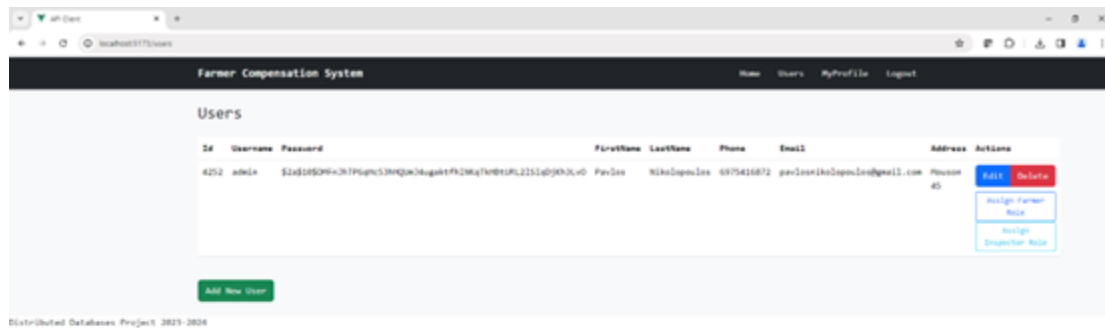 API Client
localhost:5173/users
Farmer Compensation System Home Users MyProfile Logout
Users
Id Username Password FirstName LastName Phone Email Address Actions
4252 admin Pavlos Nikolopoulos 6975416872 pavlosnikolopoulos@gmail.com Mouson Edit Delete
45
Assign Farmer
Role
Assign
Inspector Role
Add New User
Distributed Databases Project 2023-2024